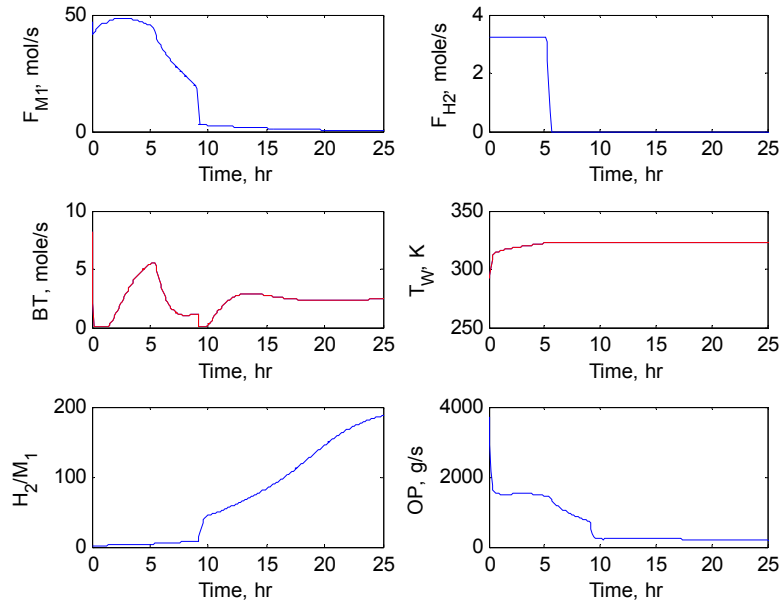 50
F_M1, mol/s
0
0 5 10 15 20 25
Time, hr
4
2
F_H2, mole/s
0
0 5 10 15 20 25
Time, hr
10
5
BT, mole/s
0
0 5 10 15 20 25
Time, hr
350
300
T_W, K
250
0 5 10 15 20 25
Time, hr
200
100
H_2/M_1
0
0 5 10 15 20 25
Time, hr
4000
2000
OP, g/s
0
0 5 10 15 20 25
Time, hr